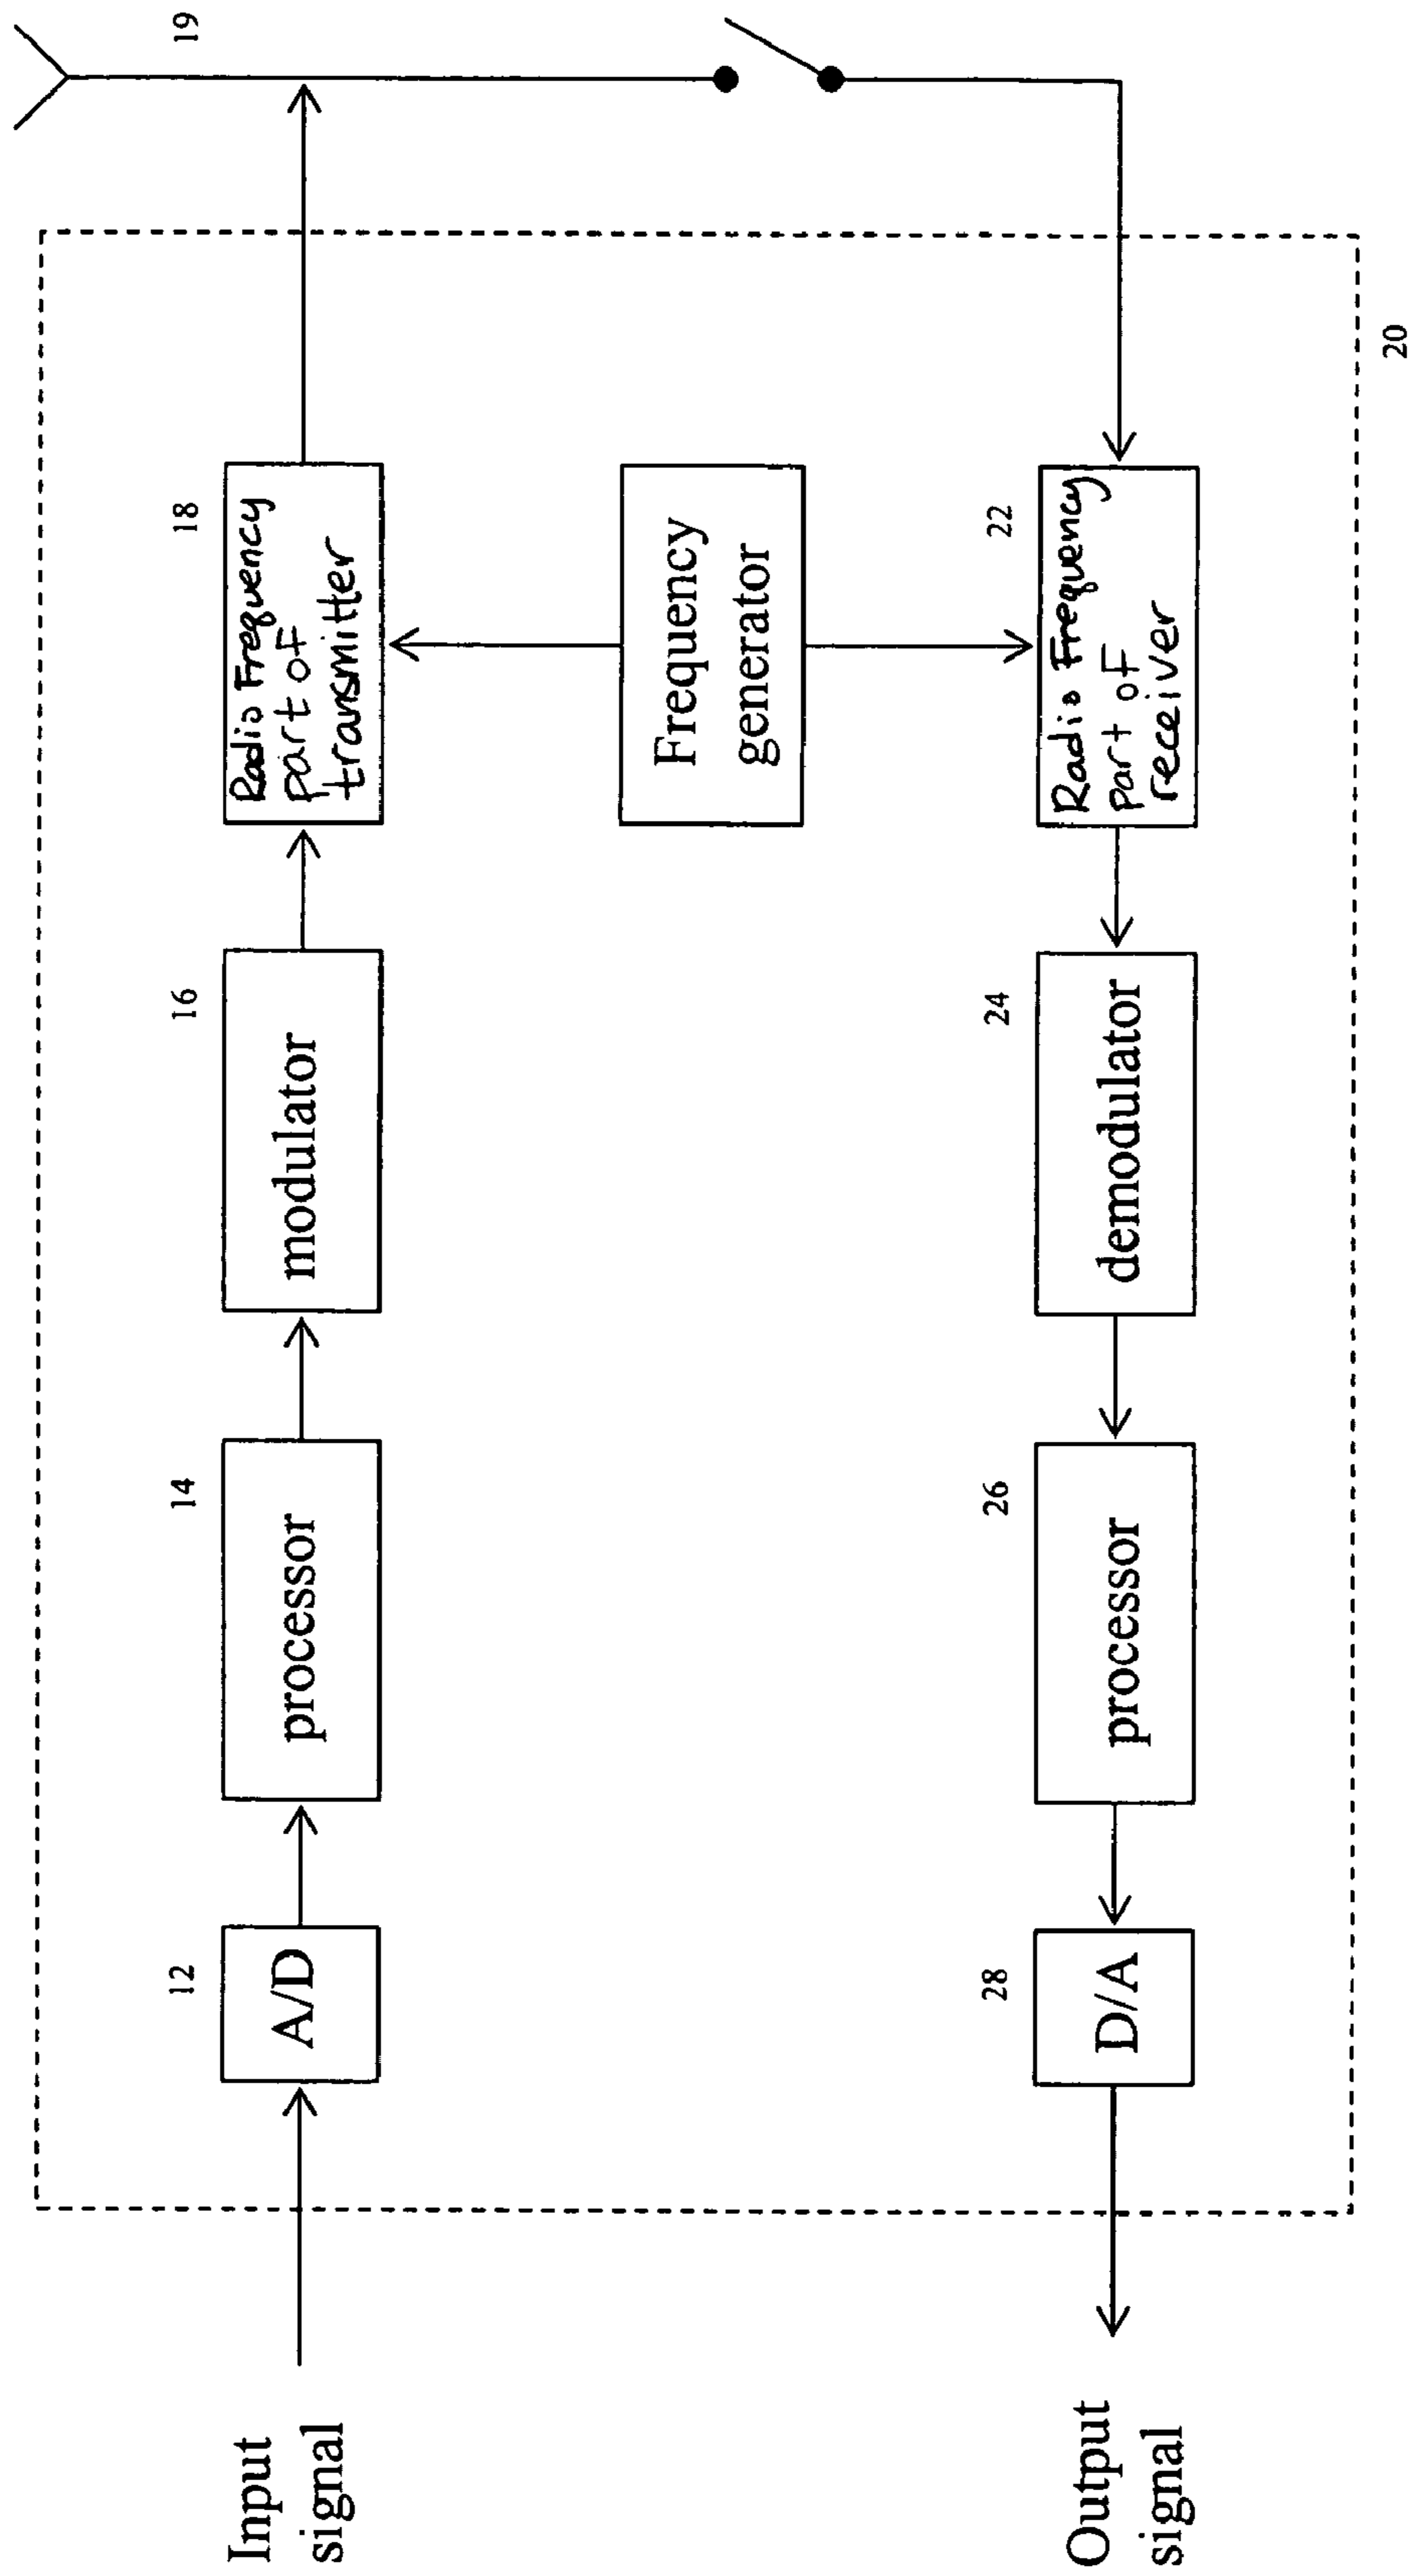 19
12
14
16
18
Input
signal
A/D
processor
modulator
Radio Frequency
part of
transmitter
Frequency
generator
28
26
24
22
Output
signal
D/A
processor
demodulator
Radio Frequency
part of
receiver
20